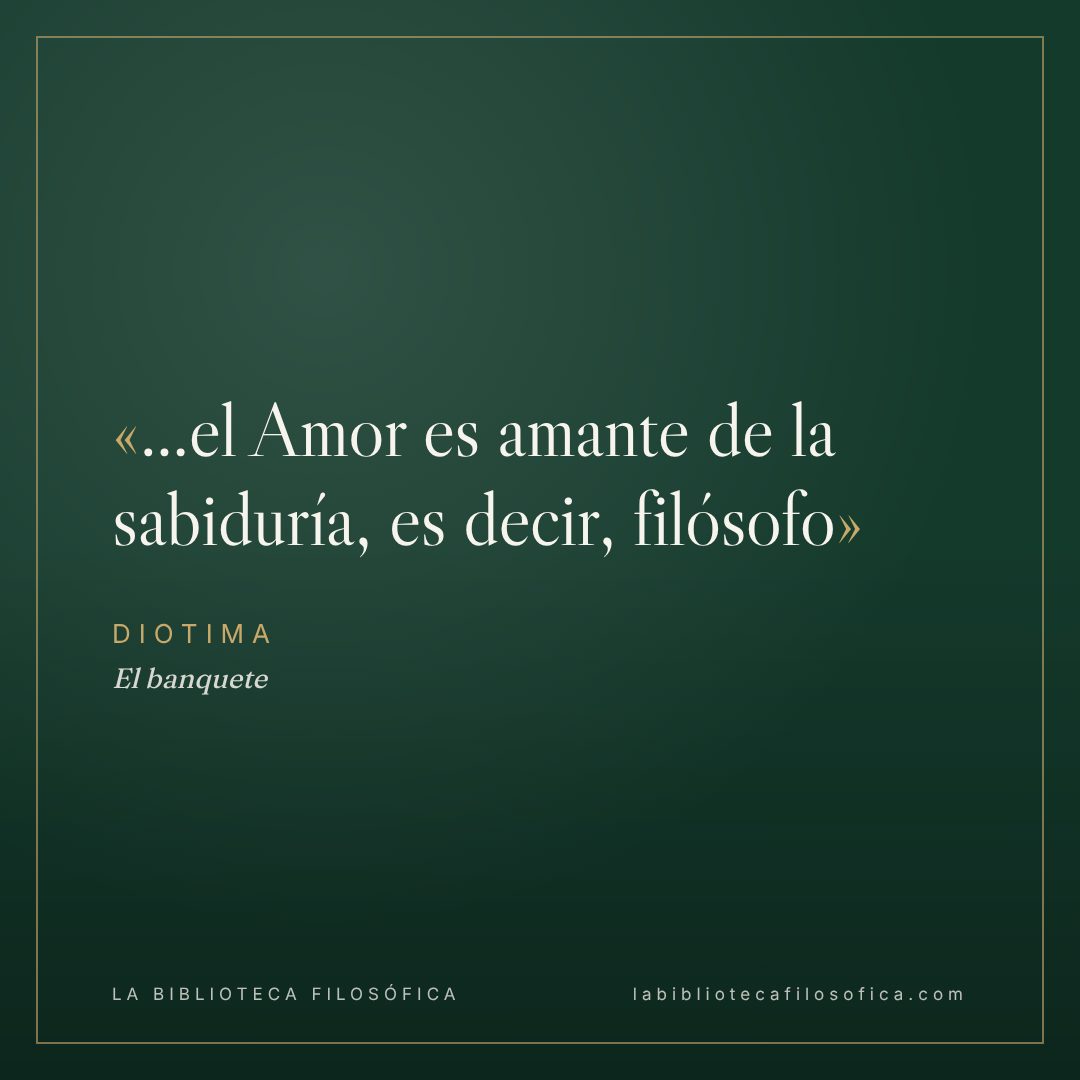 «...el Amor es amante de la
sabiduría, es decir, filósofo»
DIOTIMA
El banquete
LA BIBLIOTECA FILOSÓFICA
labibliotecafilosofica.com